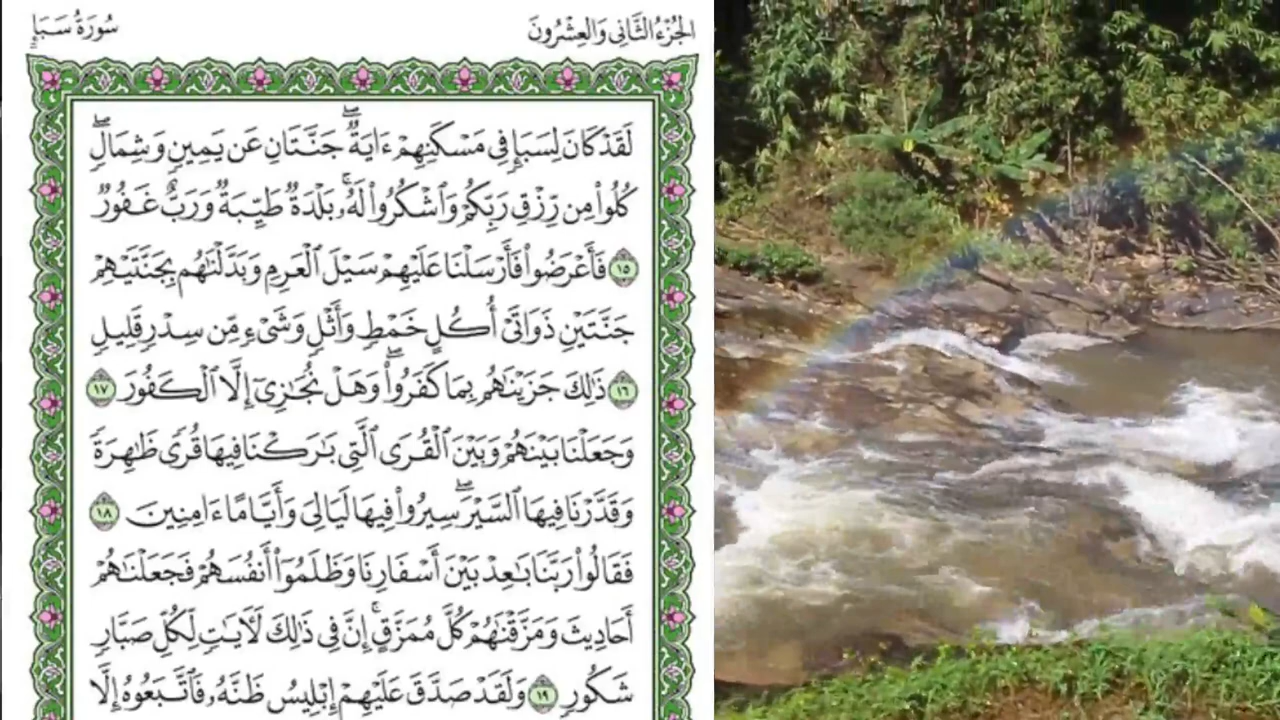 الجُزْءُ الثَّانِي وَالعِشْرُونَ
سُورَةُ سَبَإٍ
لَقَدْ كَانَ لِسَبَإٍ فِى مَسْكَنِهِمْ ءَايَةٌۖ جَنَّتَانِ عَن يَمِينٍ وَشِمَالٍۖ
كُلُوا۟ مِن رِّزْقِ رَبِّكُمْ وَٱشْكُرُوا۟ لَهُۥۚ بَلْدَةٌ طَيِّبَةٌ وَرَبٌّ غَفُورٌ
١٥ فَأَعْرَضُوا۟ فَأَرْسَلْنَا عَلَيْهِمْ سَيْلَ ٱلْعَرِمِ وَبَدَّلْنَٰهُم بِجَنَّتَيْهِمْ
جَنَّتَيْنِ ذَوَاتَىْ أُكُلٍ خَمْطٍ وَأَثْلٍ وَشَىْءٍ مِّن سِدْرٍ قَلِيلٍ
١٦ ذَٰلِكَ جَزَيْنَٰهُم بِمَا كَفَرُوا۟ۖ وَهَلْ نُجَٰزِىٓ إِلَّا ٱلْكَفُورَ ١٧
وَجَعَلْنَا بَيْنَهُمْ وَبَيْنَ ٱلْقُرَى ٱلَّتِى بَٰرَكْنَا فِيهَا قُرًى ظَٰهِرَةً
وَقَدَّرْنَا فِيهَا ٱلسَّيْرَۖ سِيرُوا۟ فِيهَا لَيَالِىَ وَأَيَّامًا ءَامِنِينَ ١٨
فَقَالُوا۟ رَبَّنَا بَٰعِدْ بَيْنَ أَسْفَارِنَا وَظَلَمُوٓا۟ أَنفُسَهُمْ فَجَعَلْنَٰهُمْ
أَحَادِيثَ وَمَزَّقْنَٰهُمْ كُلَّ مُمَزَّقٍۚ إِنَّ فِى ذَٰلِكَ لَءَايَٰتٍ لِّكُلِّ صَبَّارٍ
شَكُورٍ ١٩ وَلَقَدْ صَدَّقَ عَلَيْهِمْ إِبْلِيسُ ظَنَّهُۥ فَٱتَّبَعُوهُ إِلَّا